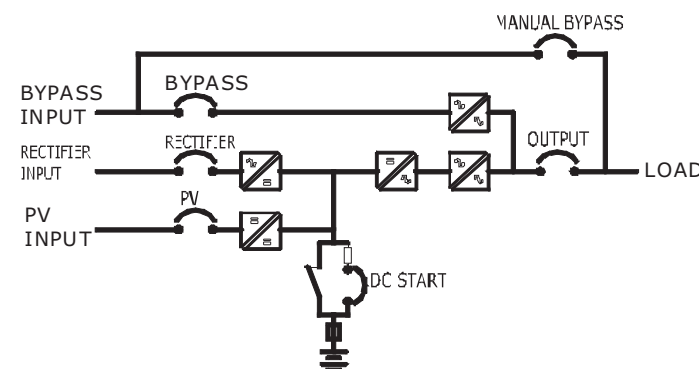 MANUAL BYPASS
BYPASS
BYPASS
INPUT
OUTPUT
RECTIFIER
RECTIFIER
INPUT
LOAD
PV
PV
INPUT
DC START